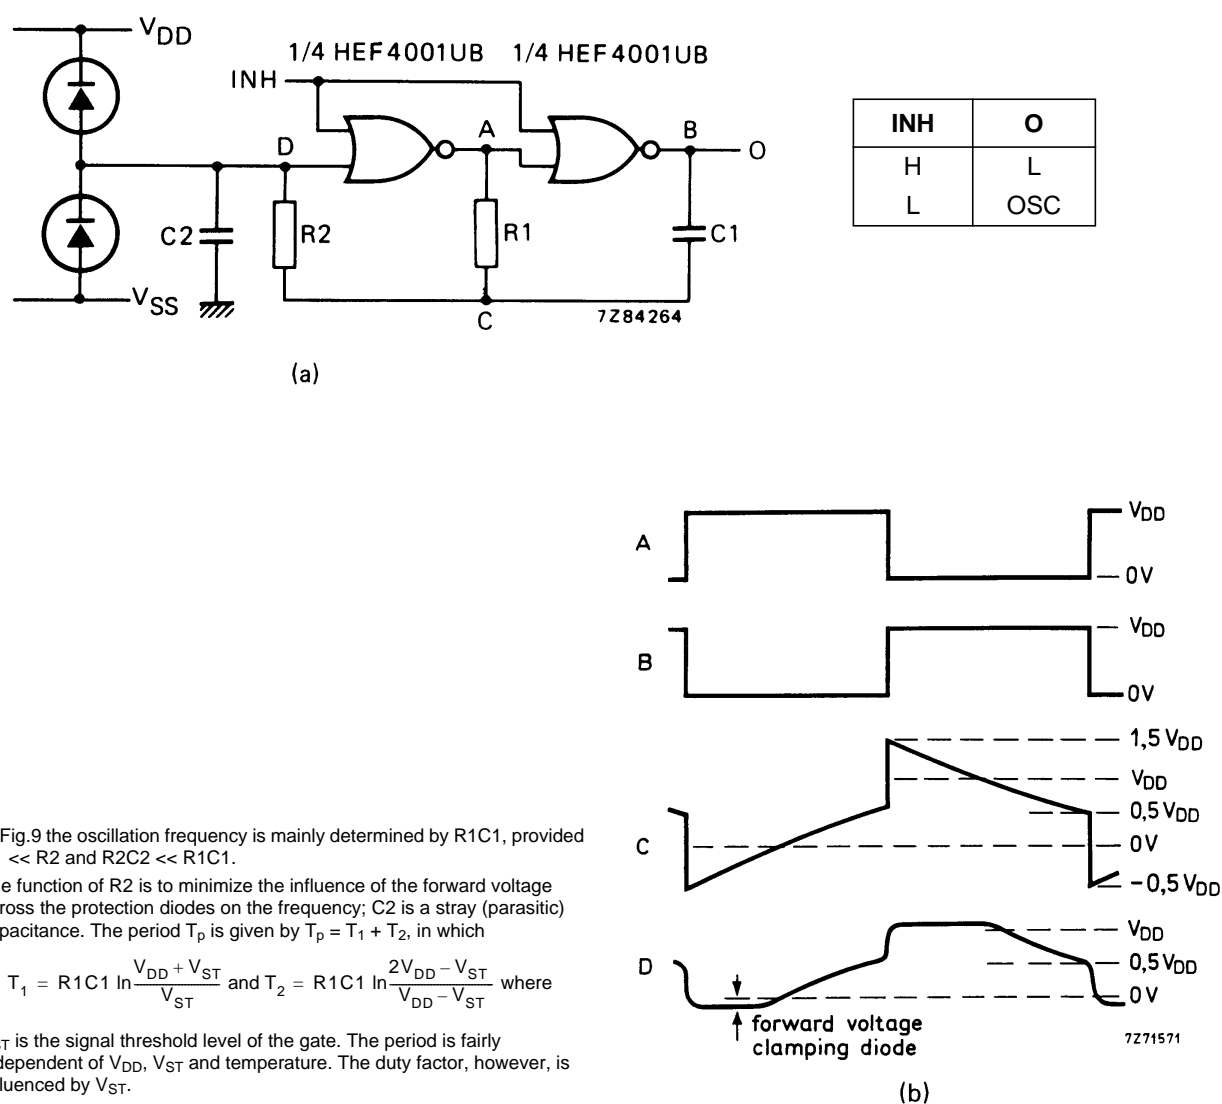 V_DD
1/4 HEF4001UB 1/4 HEF4001UB
INH
D
A
B
O
C2
R2
R1
C1
V_SS
C
7Z84264
(a)
INH O
H L
L OSC
A
V_DD
0V
B
V_DD
0V
C
1,5 V_DD
V_DD
0,5 V_DD
0V
−0,5 V_DD
D
V_DD
0,5 V_DD
0V
forward voltage
clamping diode
7Z71571
(b)
Fig.9 the oscillation frequency is mainly determined by R1C1, provided
<< R2 and R2C2 << R1C1.
e function of R2 is to minimize the influence of the forward voltage
ross the protection diodes on the frequency; C2 is a stray (parasitic)
pacitance. The period T_p is given by T_p = T_1 + T_2, in which
T_1 = R1C1 ln (V_DD + V_ST)/V_ST and T_2 = R1C1 ln (2V_DD − V_ST)/(V_DD − V_ST) where
ST is the signal threshold level of the gate. The period is fairly
dependent of V_DD, V_ST and temperature. The duty factor, however, is
luenced by V_ST.